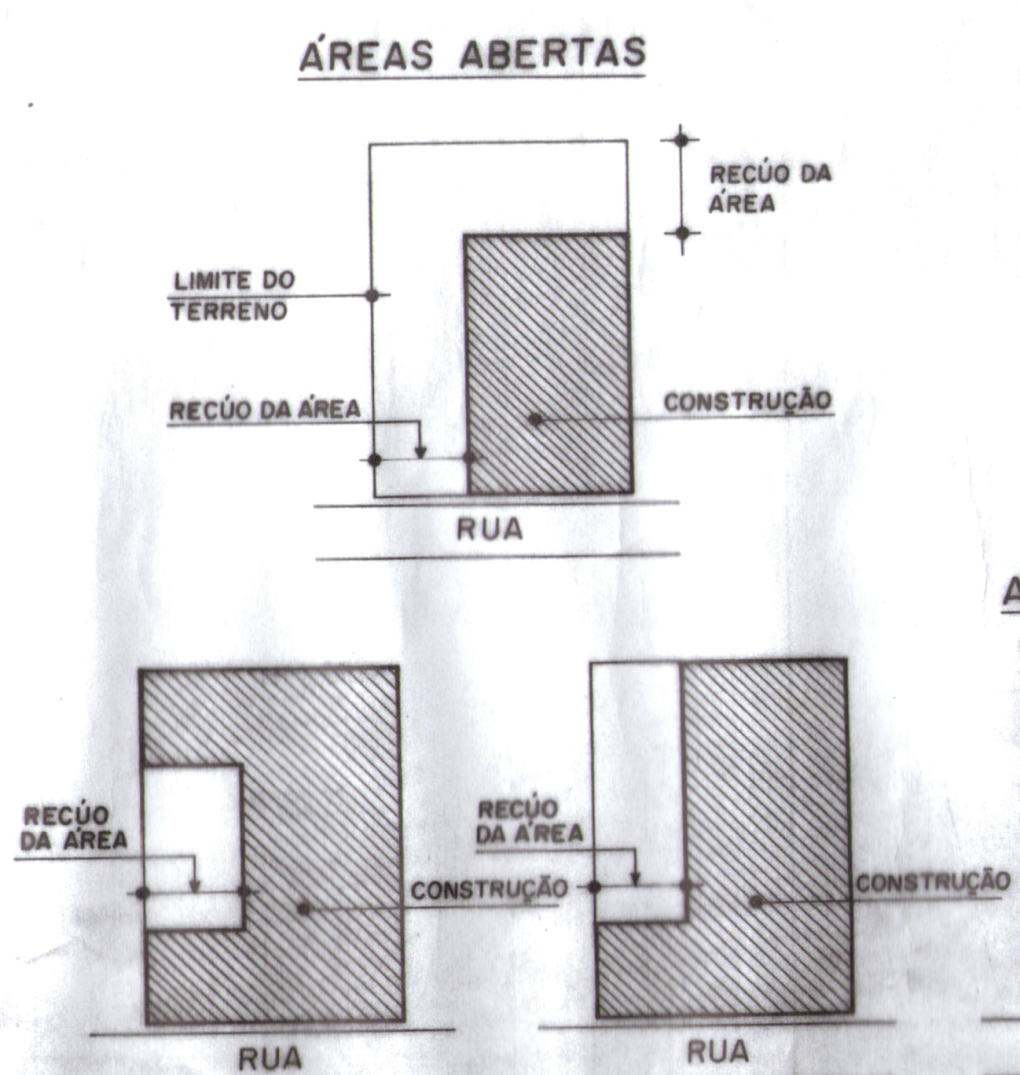 ÁREAS ABERTAS
RECÚO DA
ÁREA
LIMITE DO
TERRENO
RECÚO DA ÁREA
CONSTRUÇÃO
RUA
RECÚO
DA ÁREA
CONSTRUÇÃO
RUA
RECÚO
DA ÁREA
CONSTRUÇÃO
RUA
A